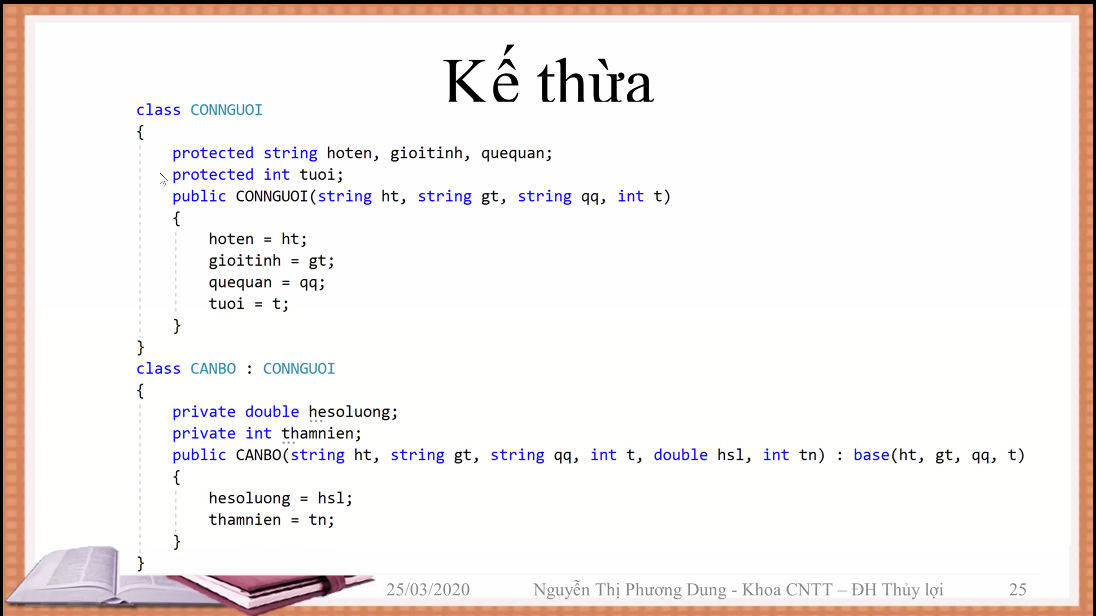 Kế thừa
class CONNGUOI
{
protected string hoten, gioitinh, quequan;
protected int tuoi;
public CONNGUOI(string ht, string gt, string qq, int t)
{
hoten = ht;
gioitinh = gt;
quequan = qq;
tuoi = t;
}
}
class CANBO : CONNGUOI
{
private double hesoluong;
private int thamnien;
public CANBO(string ht, string gt, string qq, int t, double hsl, int tn) : base(ht, gt, qq, t)
{
hesoluong = hsl;
thamnien = tn;
}
}
25/03/2020 Nguyễn Thị Phương Dung - Khoa CNTT – ĐH Thủy lợi 25